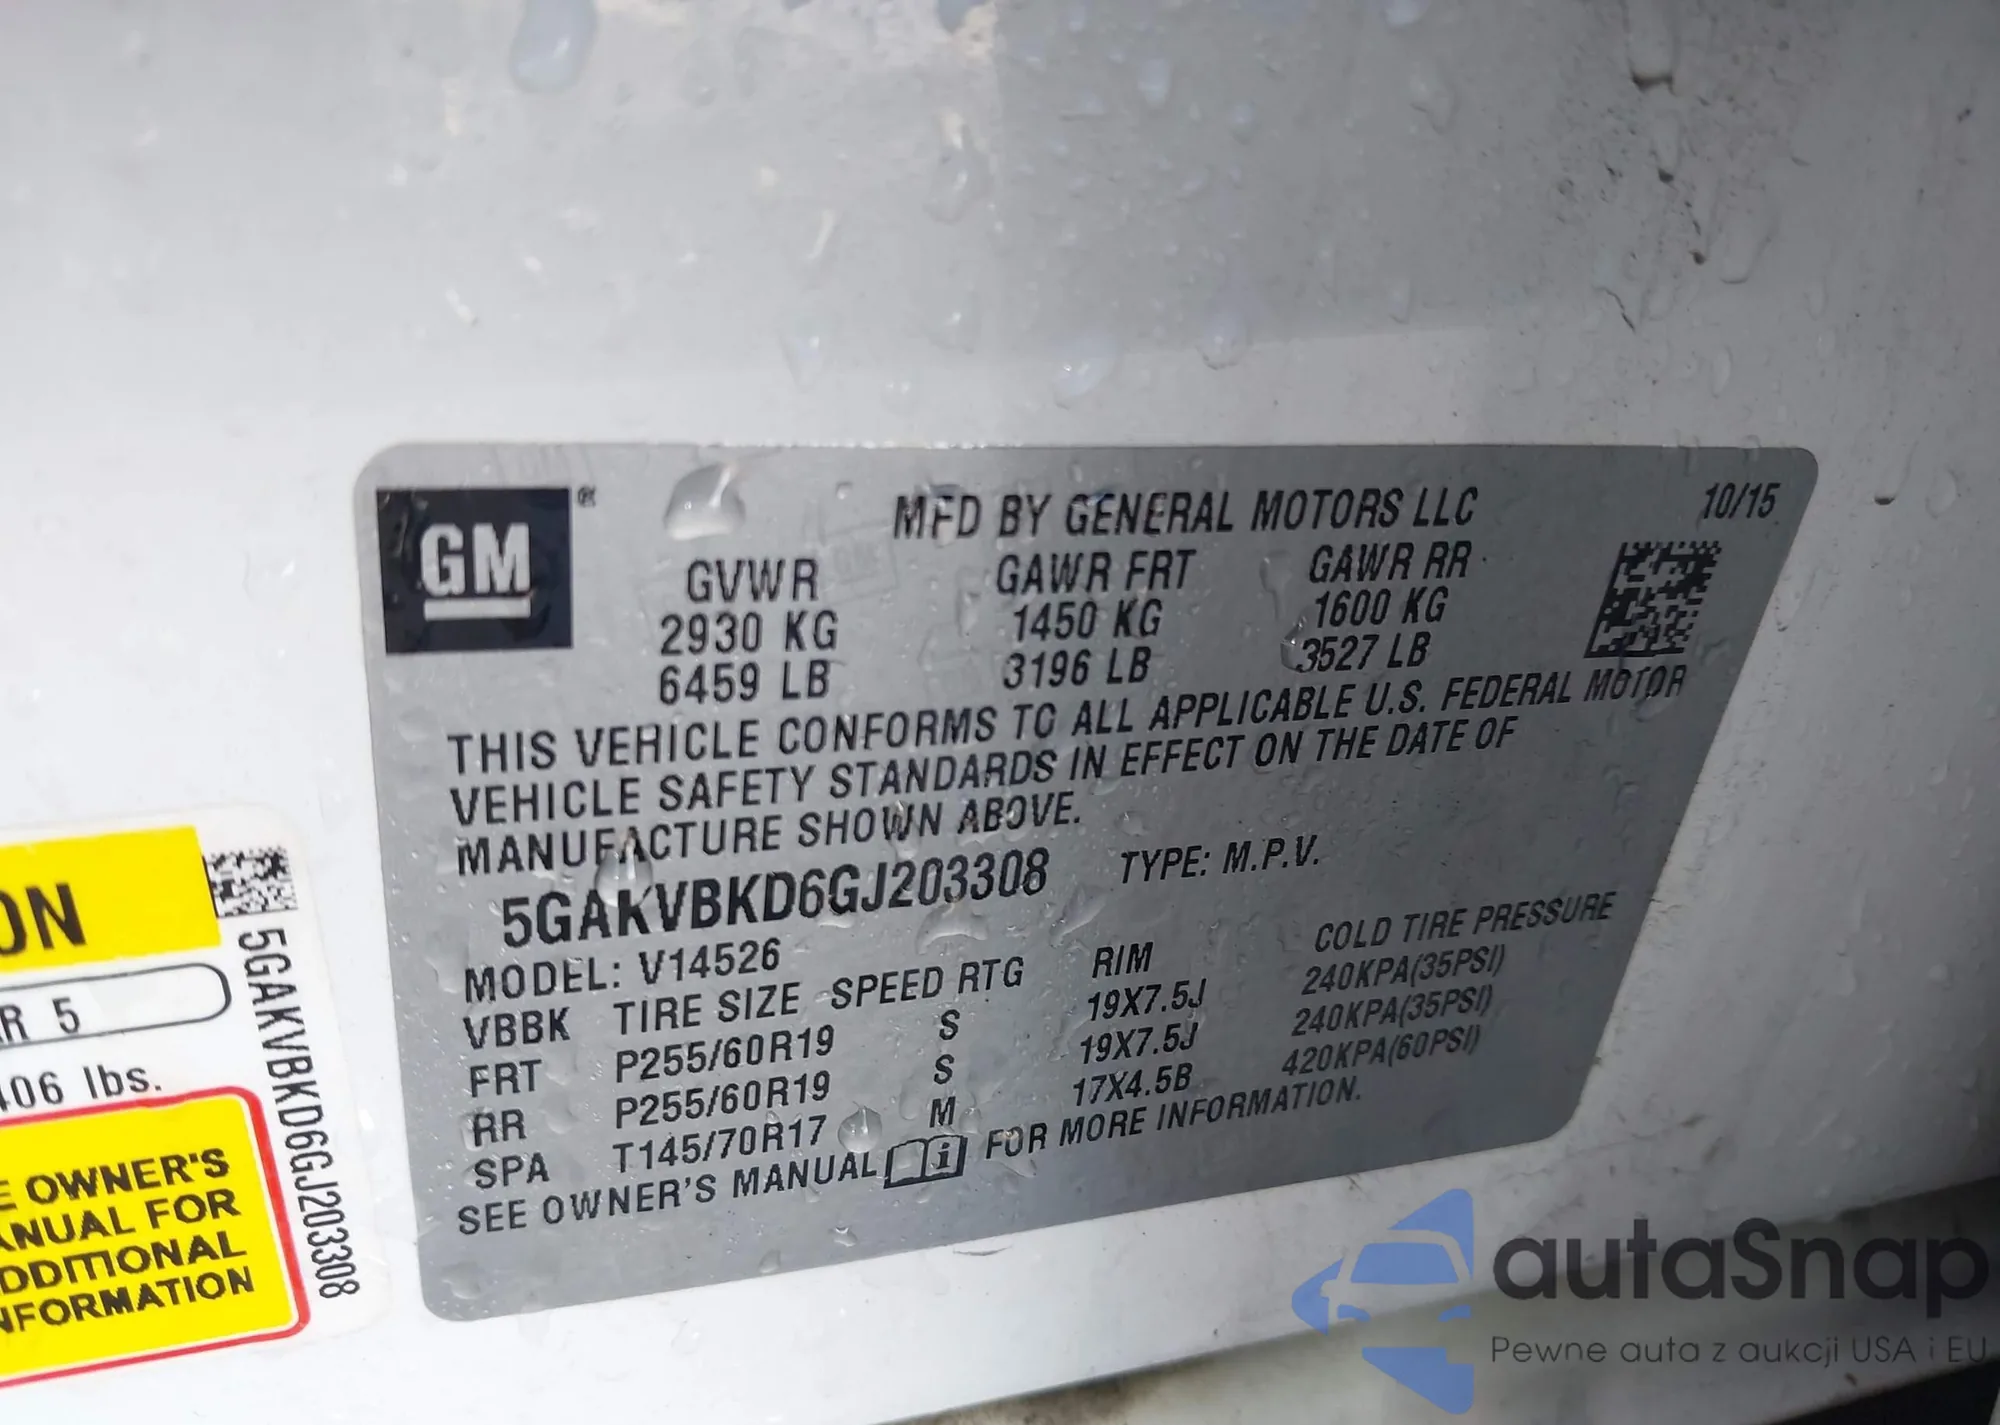 GM ®
MFD BY GENERAL MOTORS LLC 10/15
GVWR GAWR FRT GAWR RR
2930 KG 1450 KG 1600 KG
6459 LB 3196 LB 3527 LB
THIS VEHICLE CONFORMS TO ALL APPLICABLE U.S. FEDERAL MOTOR
VEHICLE SAFETY STANDARDS IN EFFECT ON THE DATE OF
MANUFACTURE SHOWN ABOVE.
5GAKVBKD6GJ203308 TYPE: M.P.V.
MODEL: V14526
VBBK TIRE SIZE SPEED RTG RIM COLD TIRE PRESSURE
FRT P255/60R19 S 19X7.5J 240KPA(35PSI)
RR P255/60R19 S 19X7.5J 240KPA(35PSI)
SPA T145/70R17 M 17X4.5B 420KPA(60PSI)
SEE OWNER'S MANUAL i FOR MORE INFORMATION.
ON
R 5
06 lbs.
E OWNER'S
ANUAL FOR
DDITIONAL
NFORMATION
5GAKVBKD6GJ203308
autaSnap
Pewne auta z aukcji USA i EU